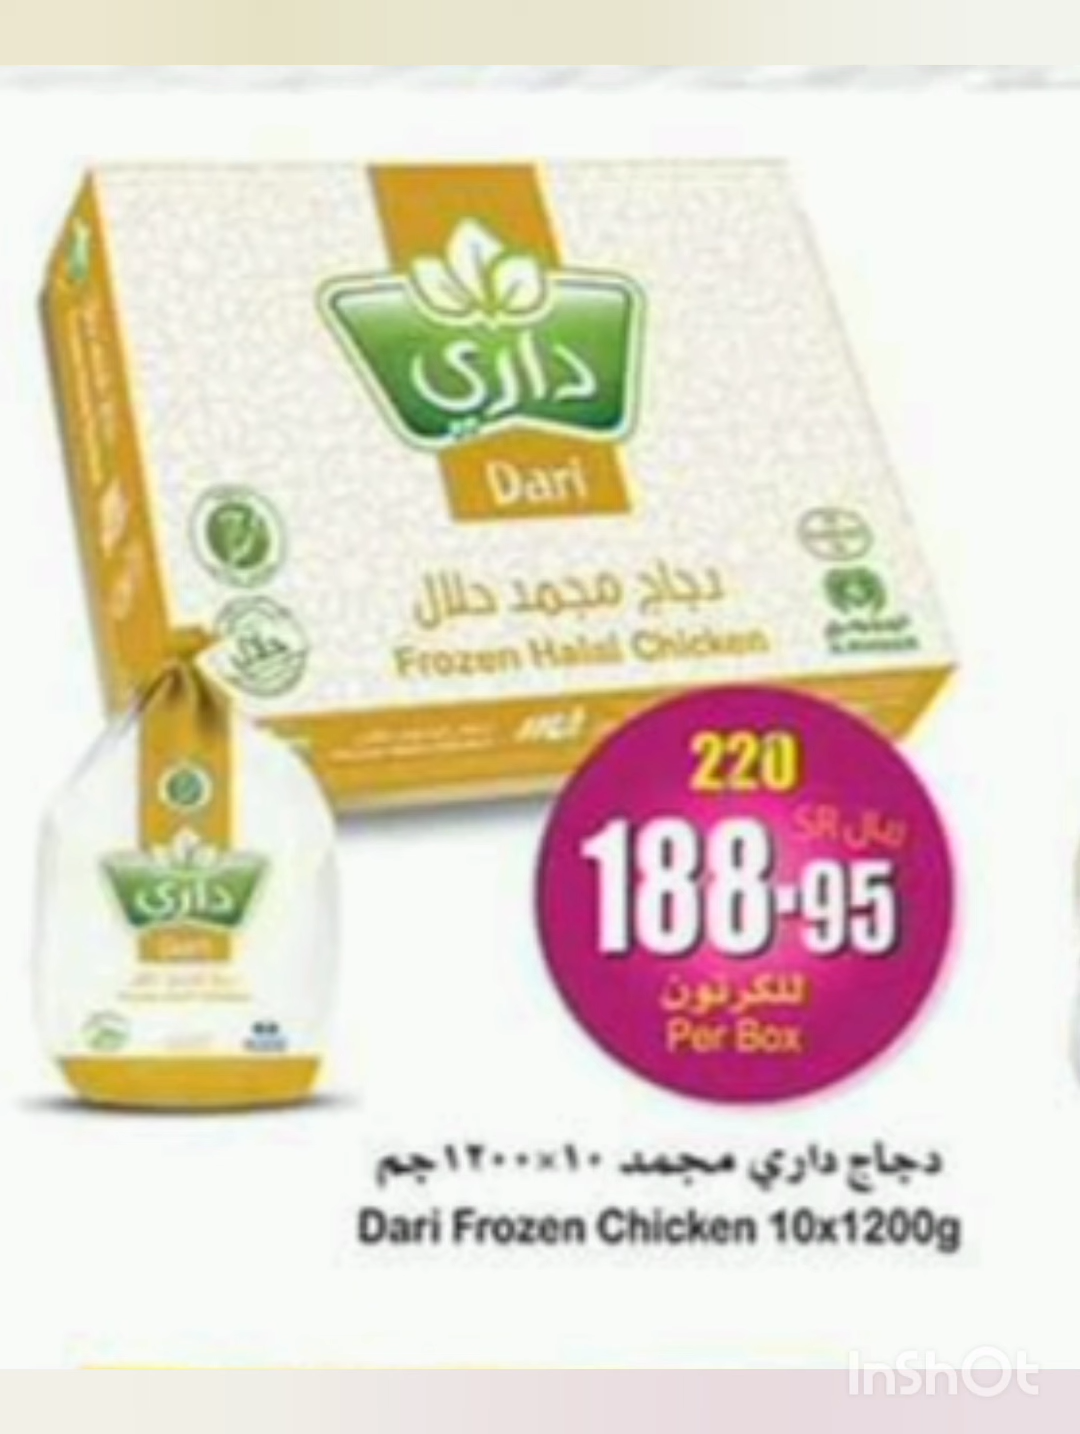 داري
Dari
دجاج مجمد حلال
Frozen Halal Chicken
حلال
داري
Dari
220
ريال SR
188.95
للكرتون
Per Box
دجاج داري مجمد ١٠×١٢٠٠جم
Dari Frozen Chicken 10x1200g
InShOt